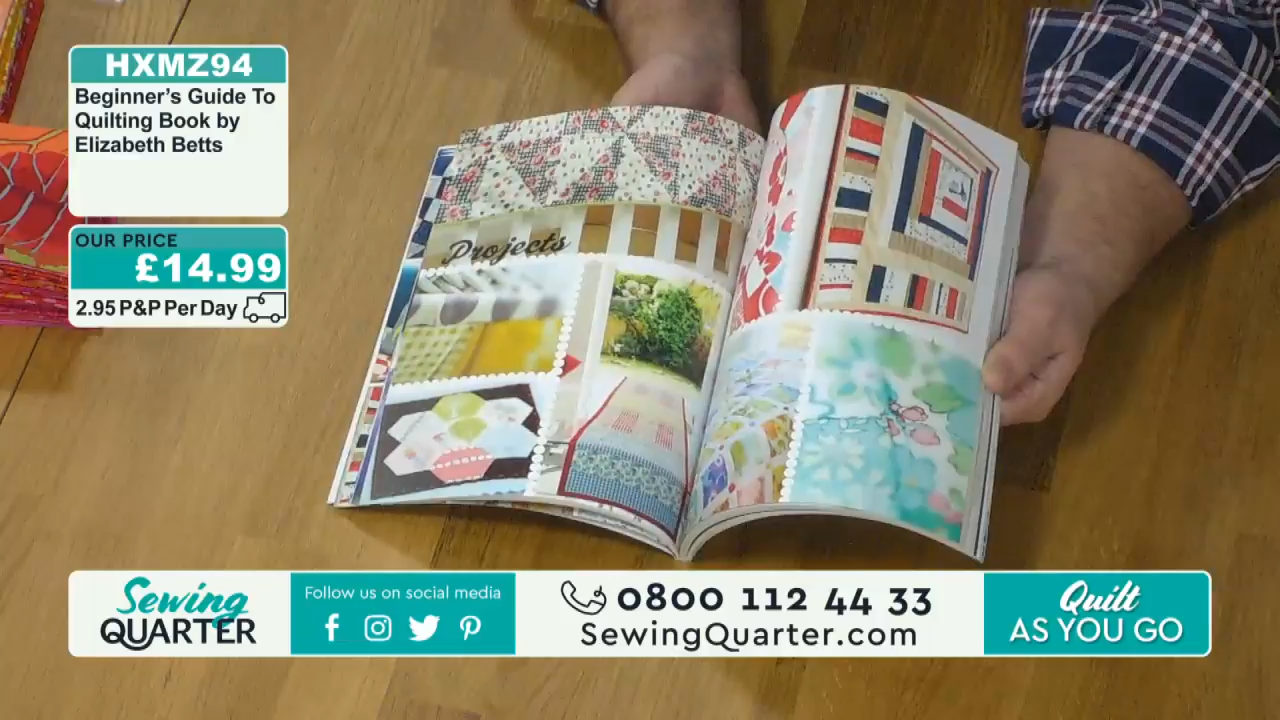 HXMZ94
Beginner's Guide To
Quilting Book by
Elizabeth Betts
OUR PRICE
£14.99
2.95 P&P Per Day
Projects
Sewing
QUARTER
Follow us on social media
0800 112 44 33
SewingQuarter.com
Quilt
AS YOU GO